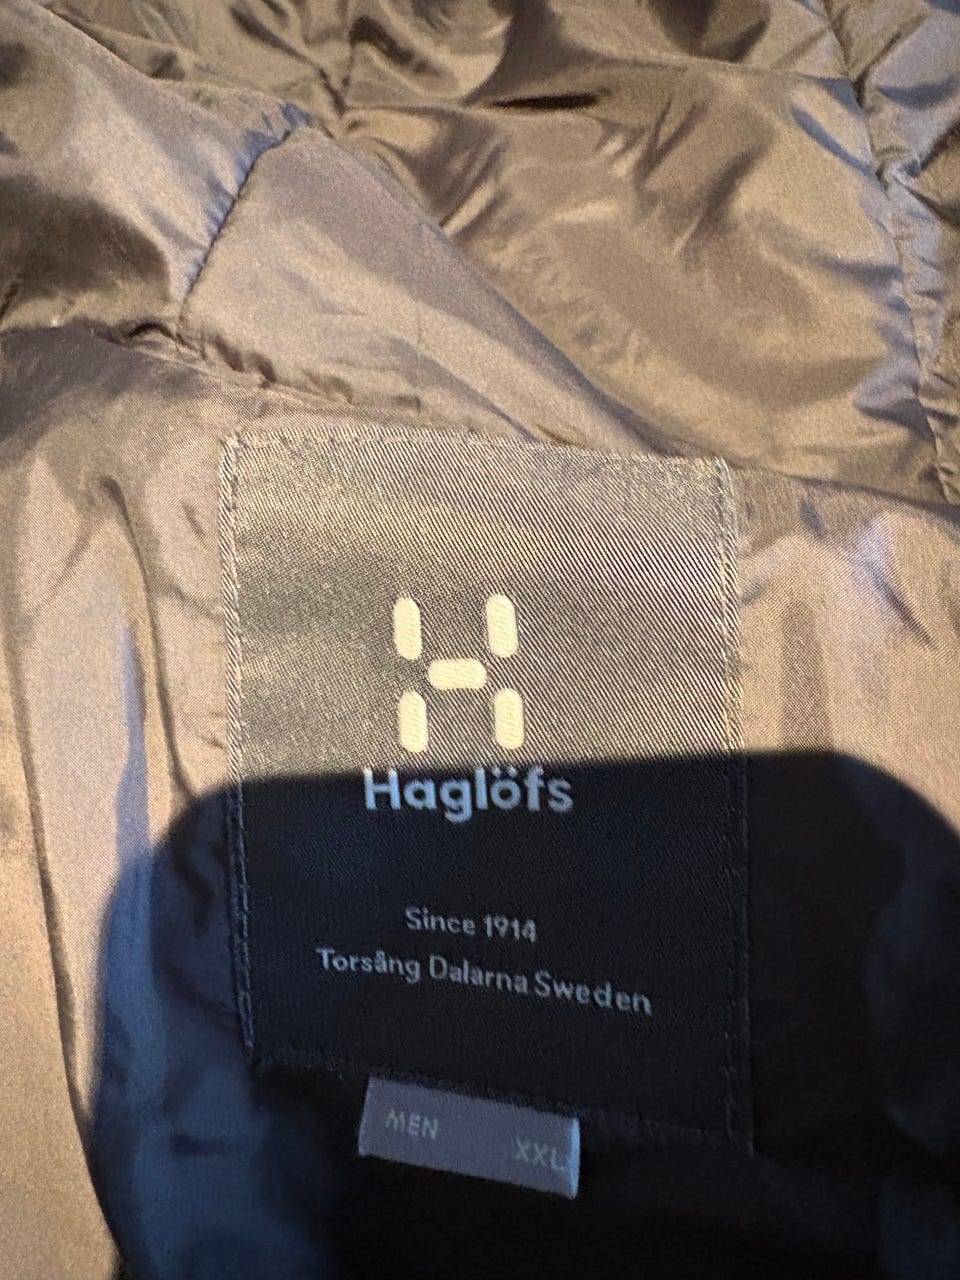 Haglöfs
Since 1914
Torsång Dalarna Sweden
MEN XXL